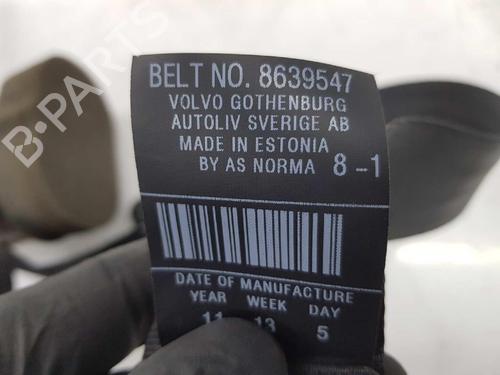 B-PARTS
BELT NO. 8639547
VOLVO GOTHENBURG
AUTOLIV SVERIGE AB
MADE IN ESTONIA
BY AS NORMA 8-1
DATE OF MANUFACTURE
YEAR WEEK DAY
11 13 5